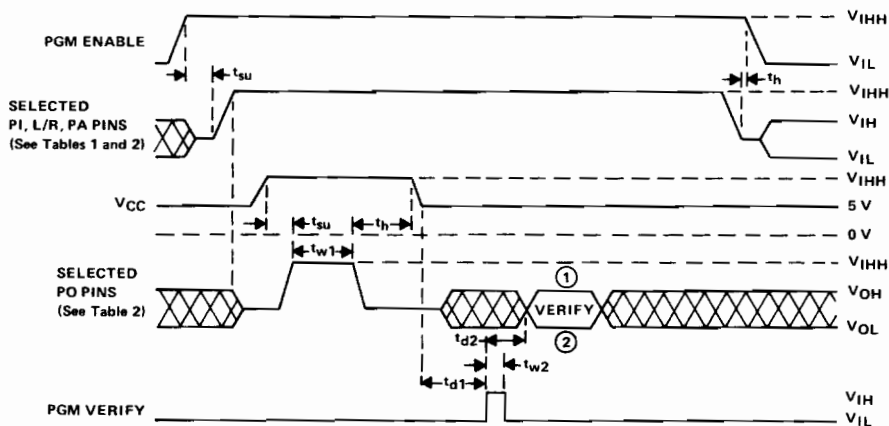 PGM ENABLE
VIHH
VIL
tsu
th
SELECTED
PI, L/R, PA PINS
(See Tables 1 and 2)
VIHH
VIH
VIL
VCC
VIHH
5 V
tsu
th
0 V
tw1
SELECTED
PO PINS
(See Table 2)
VIHH
1
VERIFY
2
VOH
VOL
td2
tw2
td1
PGM VERIFY
VIH
VIL